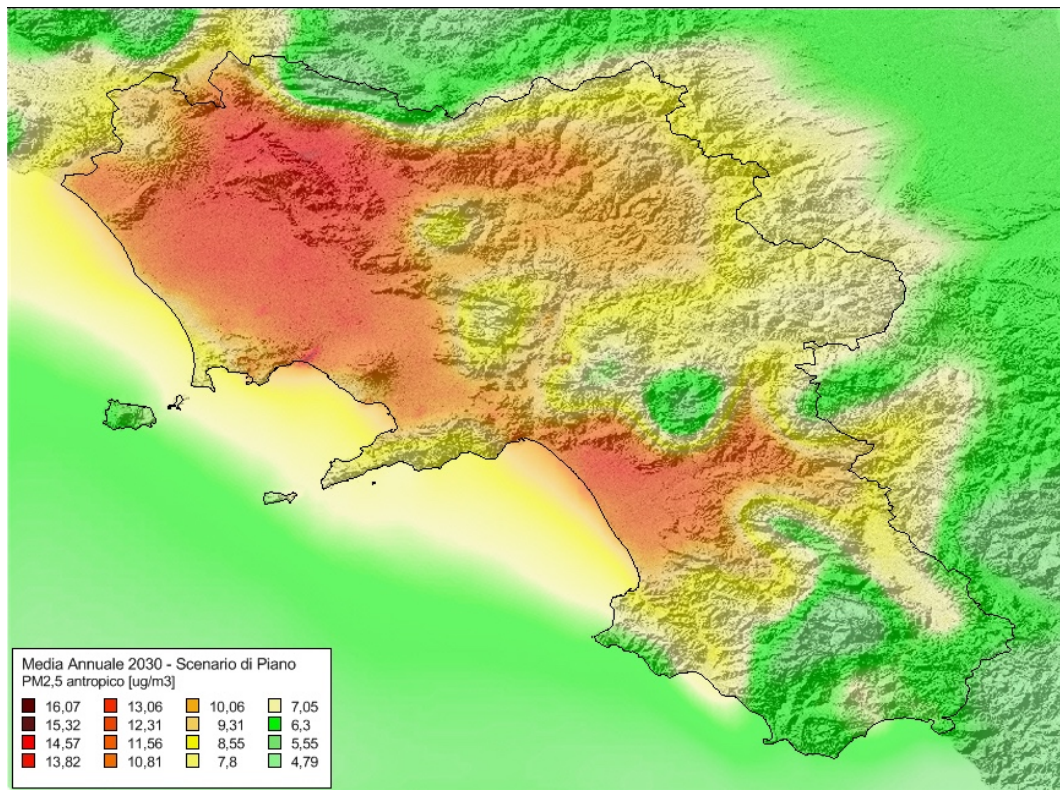 Media Annuale 2030 - Scenario di Piano
PM2,5 antropico [ug/m3]
16,07 13,06 10,06 7,05
15,32 12,31 9,31 6,3
14,57 11,56 8,55 5,55
13,82 10,81 7,8 4,79